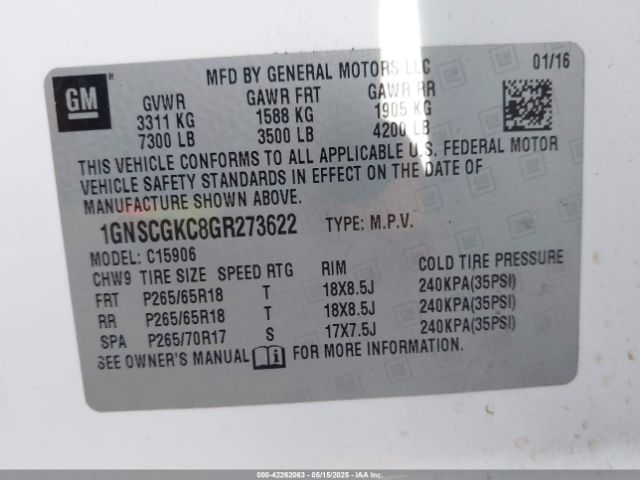 MFD BY GENERAL MOTORS LLC 01/16
GM
GVWR GAWR FRT GAWR RR
3311 KG 1588 KG 1905 KG
7300 LB 3500 LB 4200 LB
THIS VEHICLE CONFORMS TO ALL APPLICABLE U.S. FEDERAL MOTOR
VEHICLE SAFETY STANDARDS IN EFFECT ON THE DATE OF
MANUFACTURE SHOWN ABOVE.
1GNSCGKC8GR273622 TYPE: M.P.V.
MODEL: C15906
CHW9 TIRE SIZE SPEED RTG RIM COLD TIRE PRESSURE
FRT P265/65R18 T 18X8.5J 240KPA(35PSI)
RR P265/65R18 T 18X8.5J 240KPA(35PSI)
SPA P265/70R17 S 17X7.5J 240KPA(35PSI)
SEE OWNER'S MANUAL FOR MORE INFORMATION.
000-42262063 - 05/15/2025 - IAAI.com